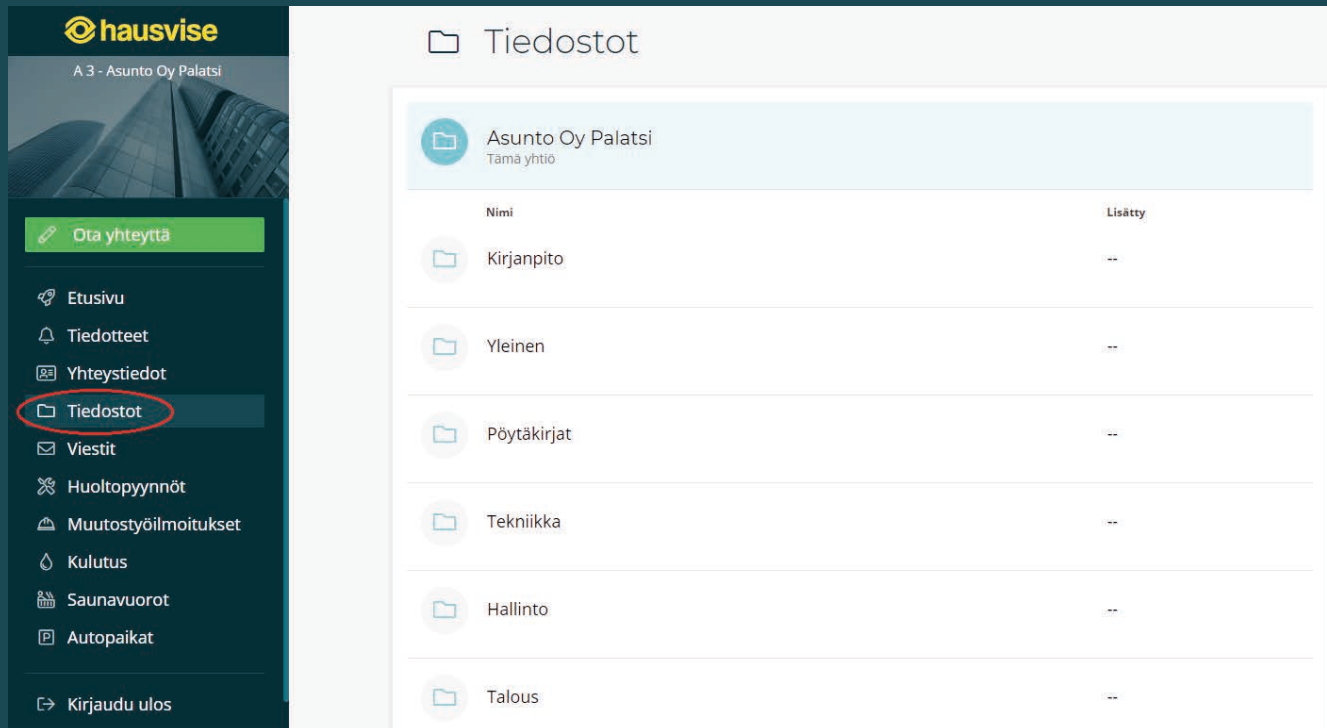 hausvise
A 3 - Asunto Oy Palatsi
Ota yhteyttä
Etusivu
Tiedotteet
Yhteystiedot
Tiedostot
Viestit
Huoltopyynnöt
Muutostyöilmoitukset
Kulutus
Saunavuorot
Autopaikat
Kirjaudu ulos
Tiedostot
Asunto Oy Palatsi
Tämä yhtiö
Nimi Lisätty
Kirjanpito --
Yleinen --
Pöytäkirjat --
Tekniikka --
Hallinto --
Talous --